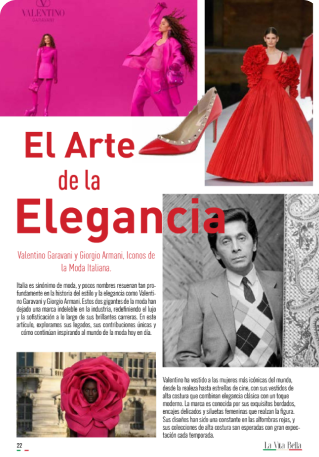 VALENTINO
El Arte
de la
Elegancia
Valentino Garavani y Giorgio Armani, Iconos de
la Moda Italiana.
Italia es sinónimo de moda, y pocos nombres resuenan tan pro-
fundamente en la historia del estilo y la elegancia como Valenti-
no Garavani y Giorgio Armani. Estos dos gigantes de la moda han
dejado una marca indeleble en la industria, redefiniendo el lujo
y la sofisticación a lo largo de sus brillantes carreras. En este
artículo, exploramos sus legados, sus contribuciones únicas y
cómo continúan inspirando al mundo de la moda hoy en día.
Valentino ha vestido a las mujeres más icónicas del mundo,
desde la realeza hasta estrellas de cine, con sus vestidos de
alta costura que combinan elegancia clásica con un toque
moderno. La marca es conocida por sus exquisitos bordados,
encajes delicados y siluetas femeninas que realzan la figura.
Sus diseños han sido una constante en las alfombras rojas, y
sus colecciones de alta costura son esperadas con gran expec-
tación cada temporada.
22
La Vita Bella